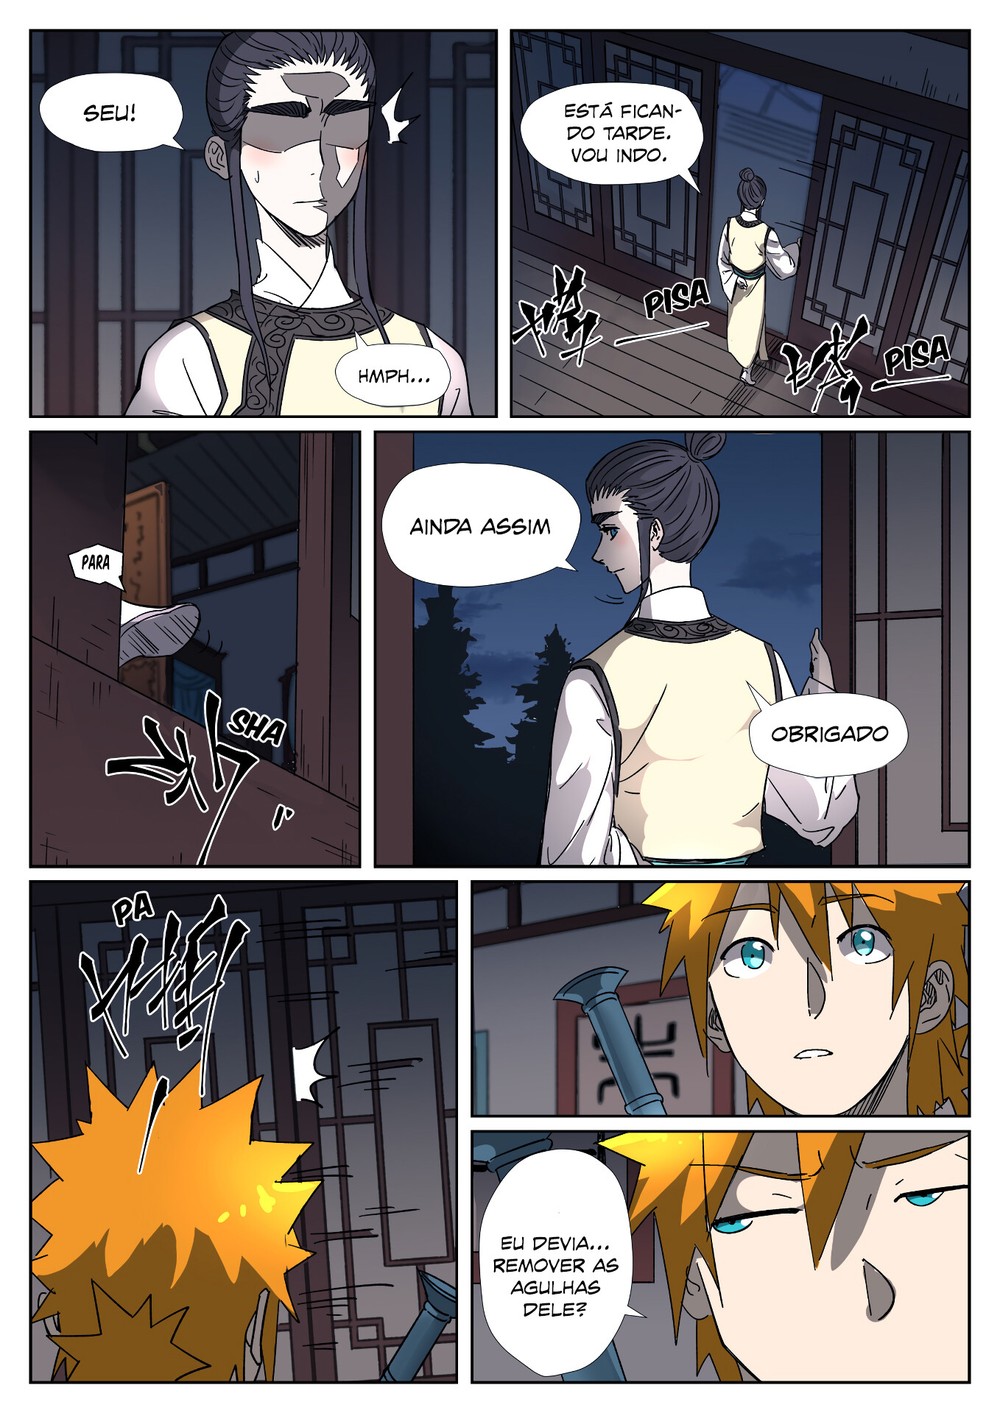 SEU!
HMPH...
ESTÁ FICAN-
DO TARDE.
VOU INDO.
PISA
PISA
PARA
SHA
AINDA ASSIM
OBRIGADO
PA
EU DEVIA...
REMOVER AS
AGULHAS
DELE?